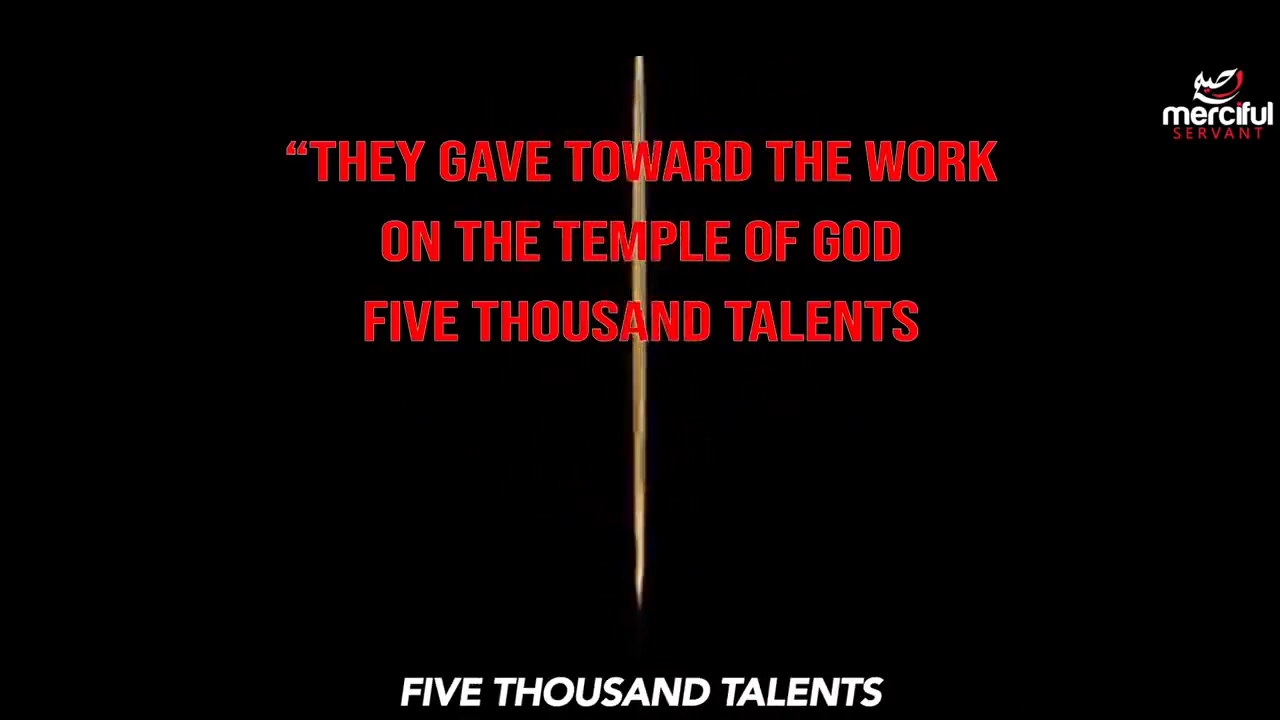 merciful
SERVANT
“THEY GAVE TOWARD THE WORK
ON THE TEMPLE OF GOD
FIVE THOUSAND TALENTS
FIVE THOUSAND TALENTS